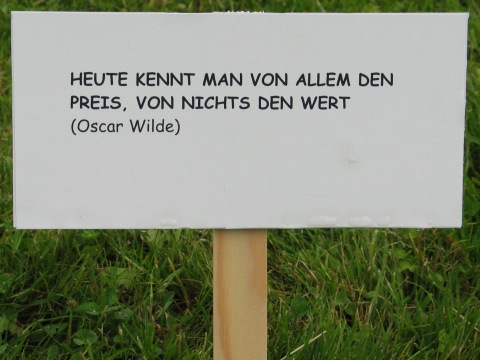 HEUTE KENNT MAN VON ALLEM DEN
PREIS, VON NICHTS DEN WERT
(Oscar Wilde)